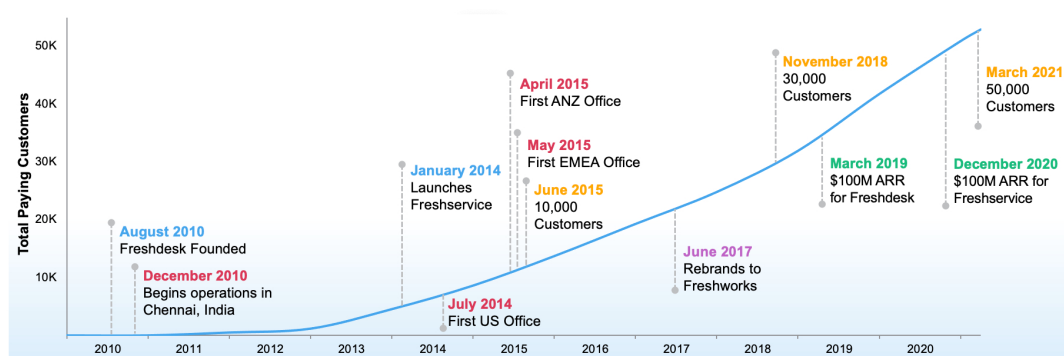 Total Paying Customers
50K
40K
30K
20K
10K
August 2010
Freshdesk Founded
December 2010
Begins operations in
Chennai, India
January 2014
Launches
Freshservice
July 2014
First US Office
April 2015
First ANZ Office
May 2015
First EMEA Office
June 2015
10,000
Customers
June 2017
Rebrands to
Freshworks
November 2018
30,000
Customers
March 2019
$100M ARR
for Freshdesk
December 2020
$100M ARR for
Freshservice
March 2021
50,000
Customers
2010
2011
2012
2013
2014
2015
2016
2017
2018
2019
2020